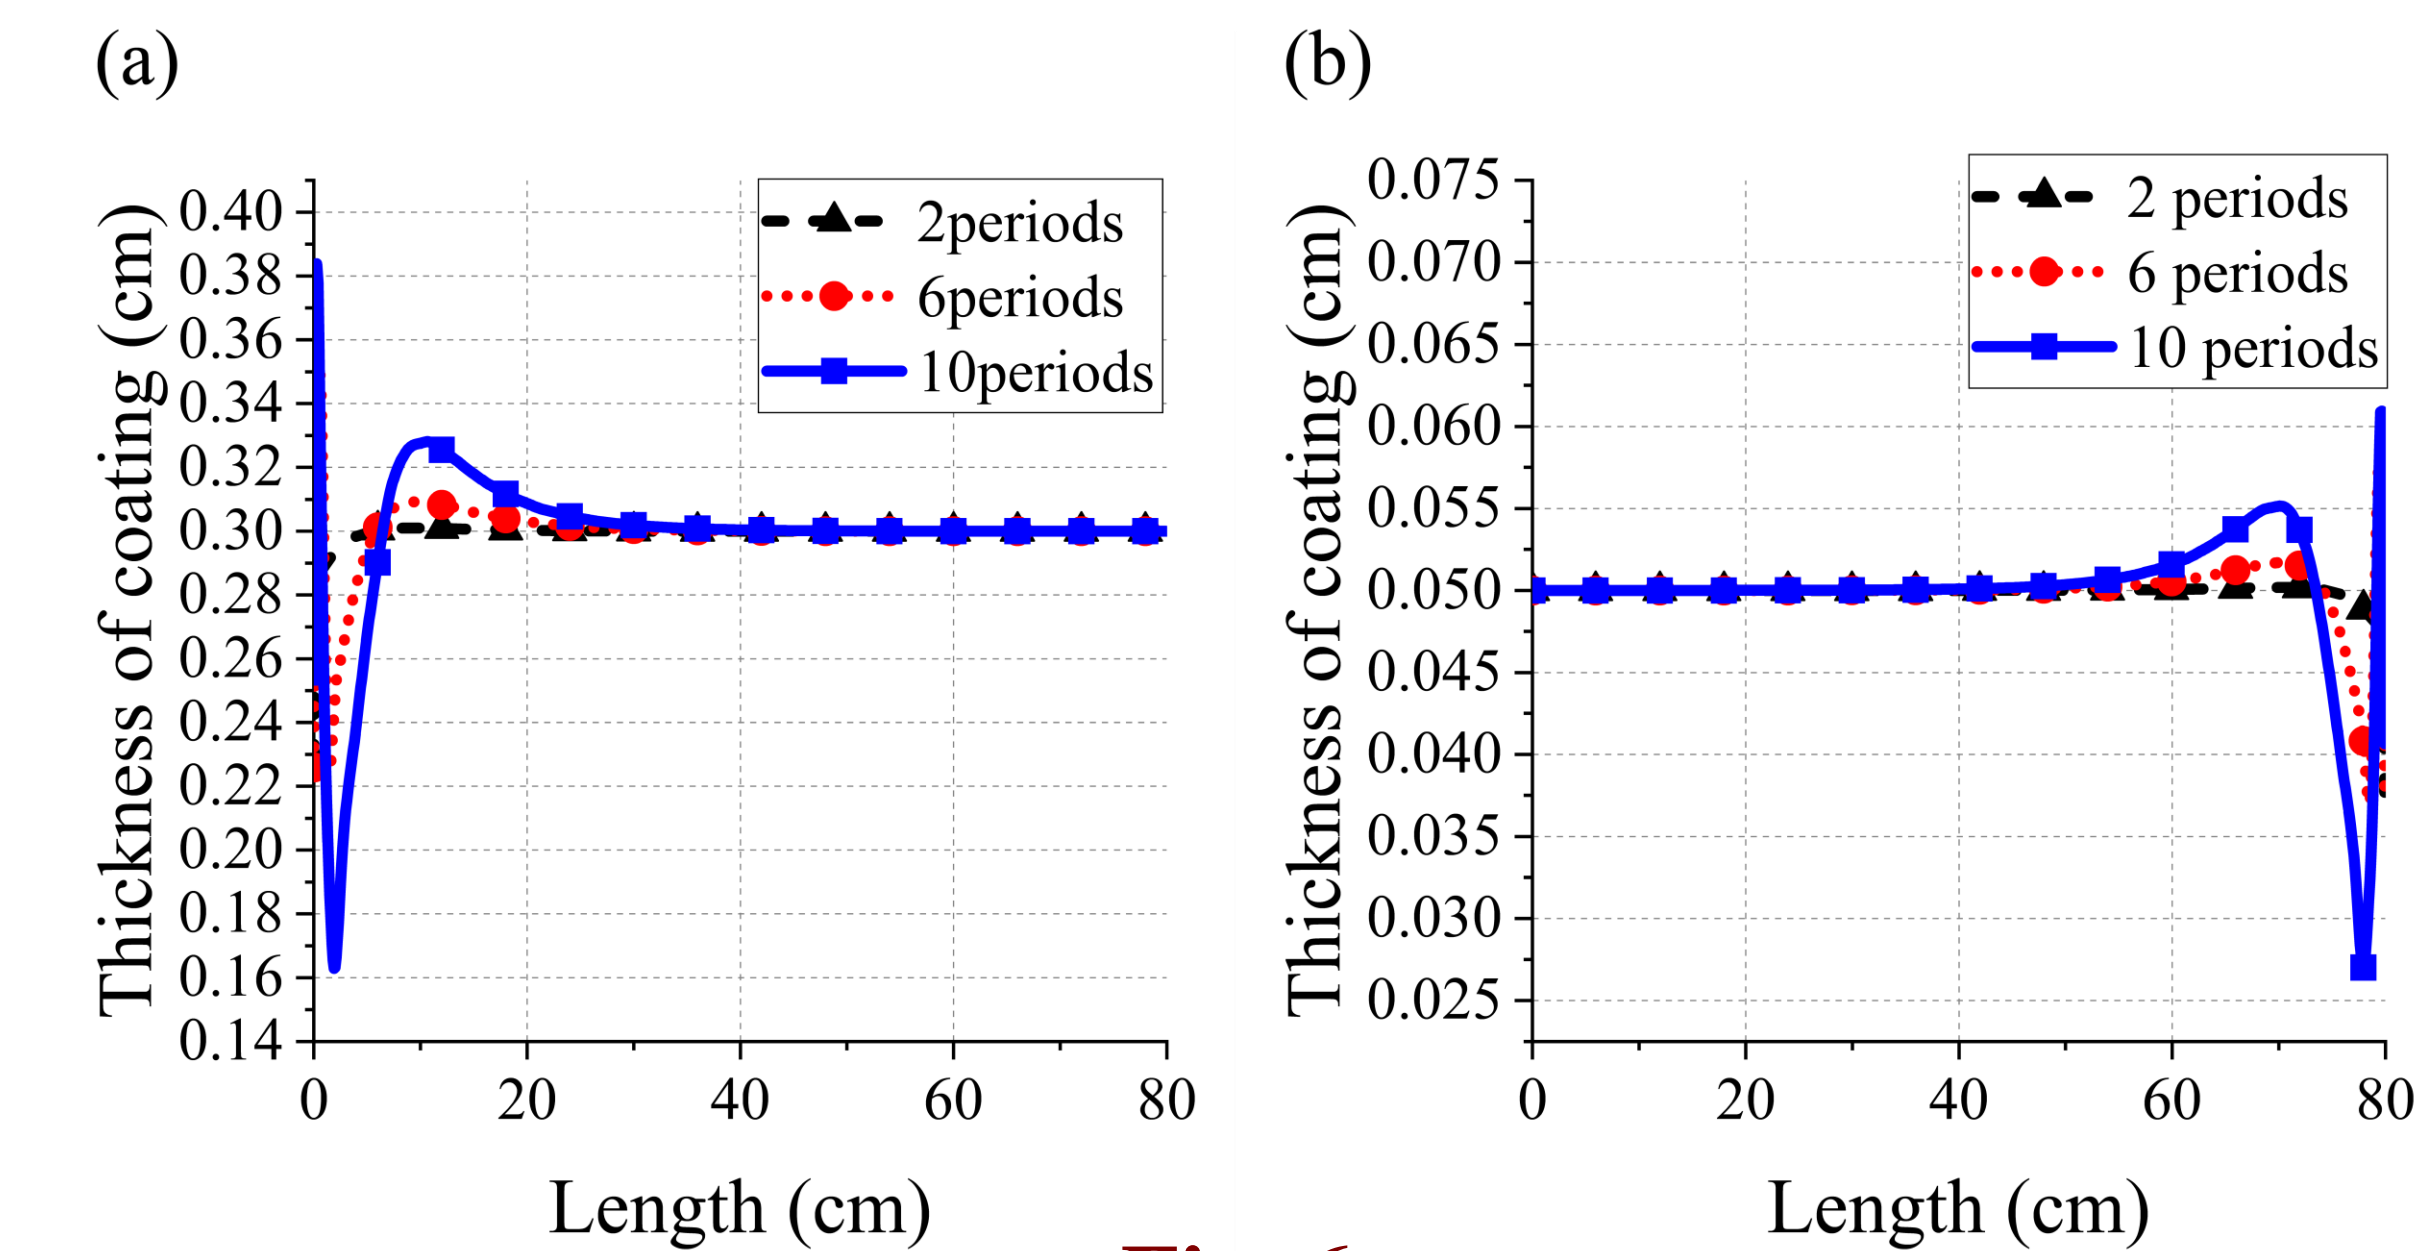 (a)
Thickness of coating (cm)
0.40
0.38
0.36
0.34
0.32
0.30
0.28
0.26
0.24
0.22
0.20
0.18
0.16
0.14
2periods
6periods
10periods
0 20 40 60 80
Length (cm)
(b)
Thickness of coating (cm)
0.075
0.070
0.065
0.060
0.055
0.050
0.045
0.040
0.035
0.030
0.025
2 periods
6 periods
10 periods
0 20 40 60 80
Length (cm)